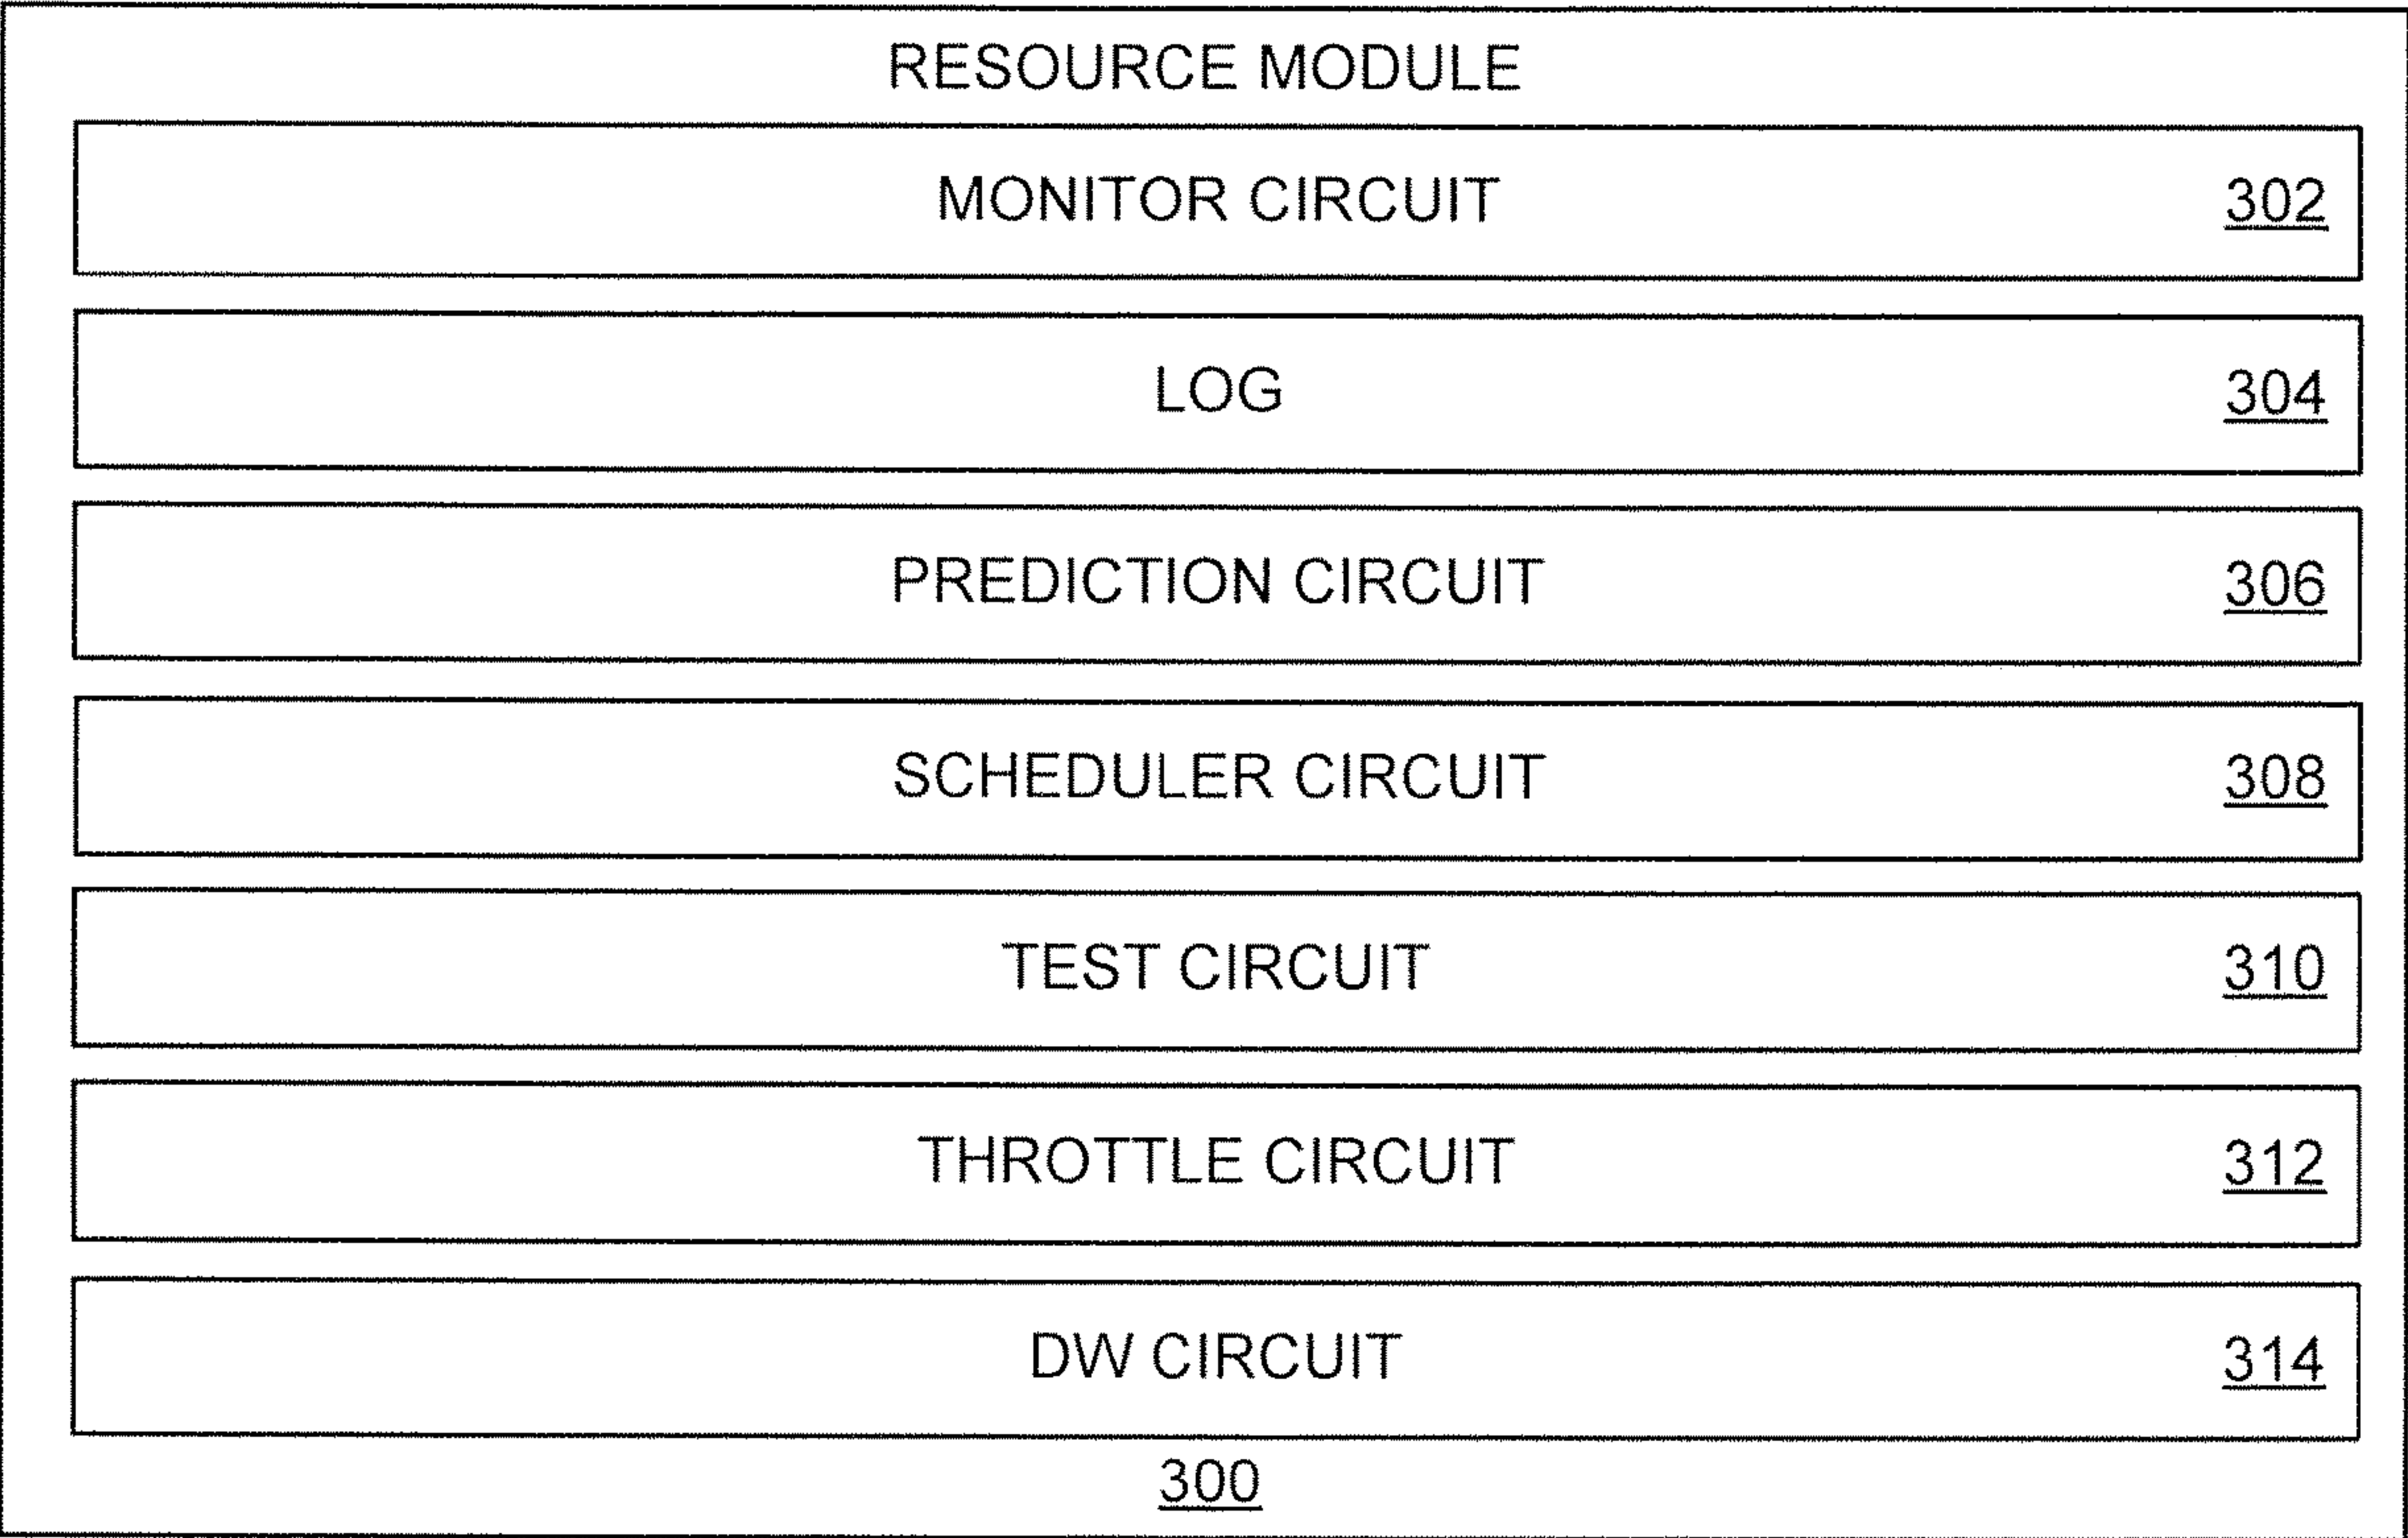 RESOURCE MODULE
MONITOR CIRCUIT 302
LOG 304
PREDICTION CIRCUIT 306
SCHEDULER CIRCUIT 308
TEST CIRCUIT 310
THROTTLE CIRCUIT 312
DW CIRCUIT 314
300